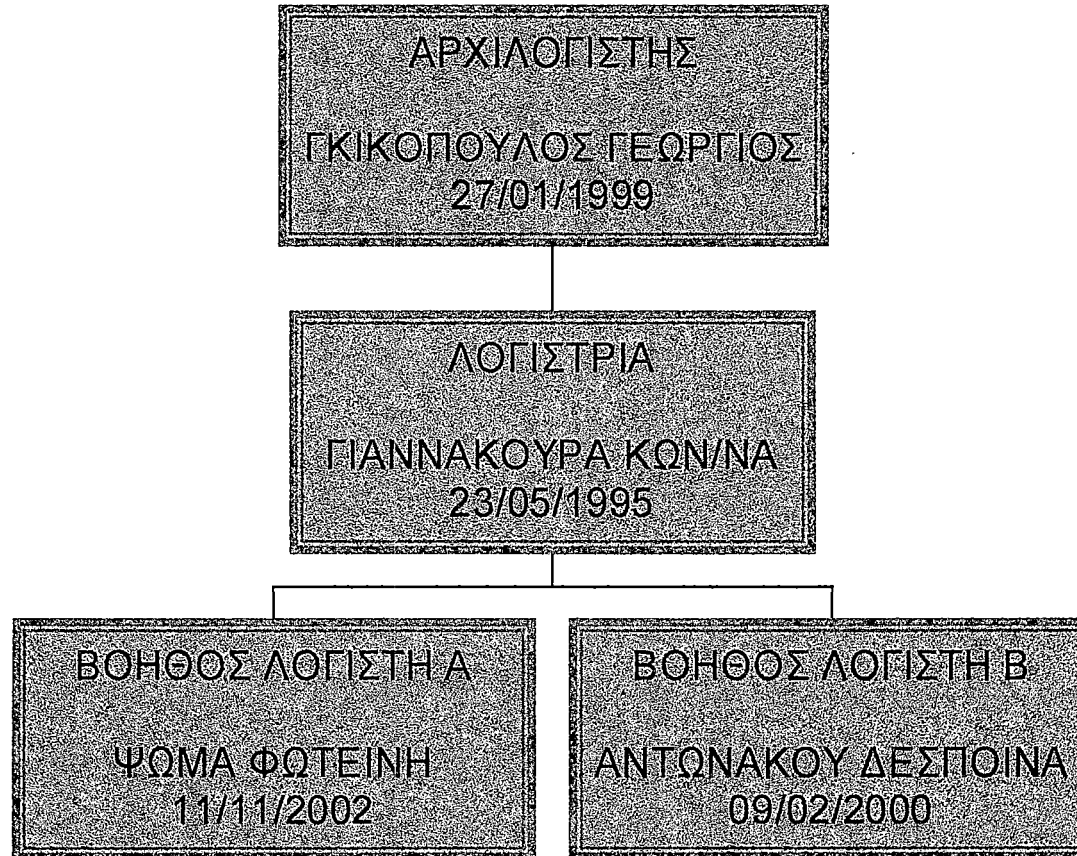 ΑΡΧΙΛΟΓΙΣΤΗΣ
ΓΚΙΚΟΠΟΥΛΟΣ ΓΕΩΡΓΙΟΣ
27/01/1999
ΛΟΓΙΣΤΡΙΑ
ΓΙΑΝΝΑΚΟΥΡΑ ΚΩΝ/ΝΑ
23/05/1995
ΒΟΗΘΟΣ ΛΟΓΙΣΤΗ Α
ΨΩΜΑ ΦΩΤΕΙΝΗ
11/11/2002
ΒΟΗΘΟΣ ΛΟΓΙΣΤΗ Β
ΑΝΤΩΝΑΚΟΥ ΔΕΣΠΟΙΝΑ
09/02/2000